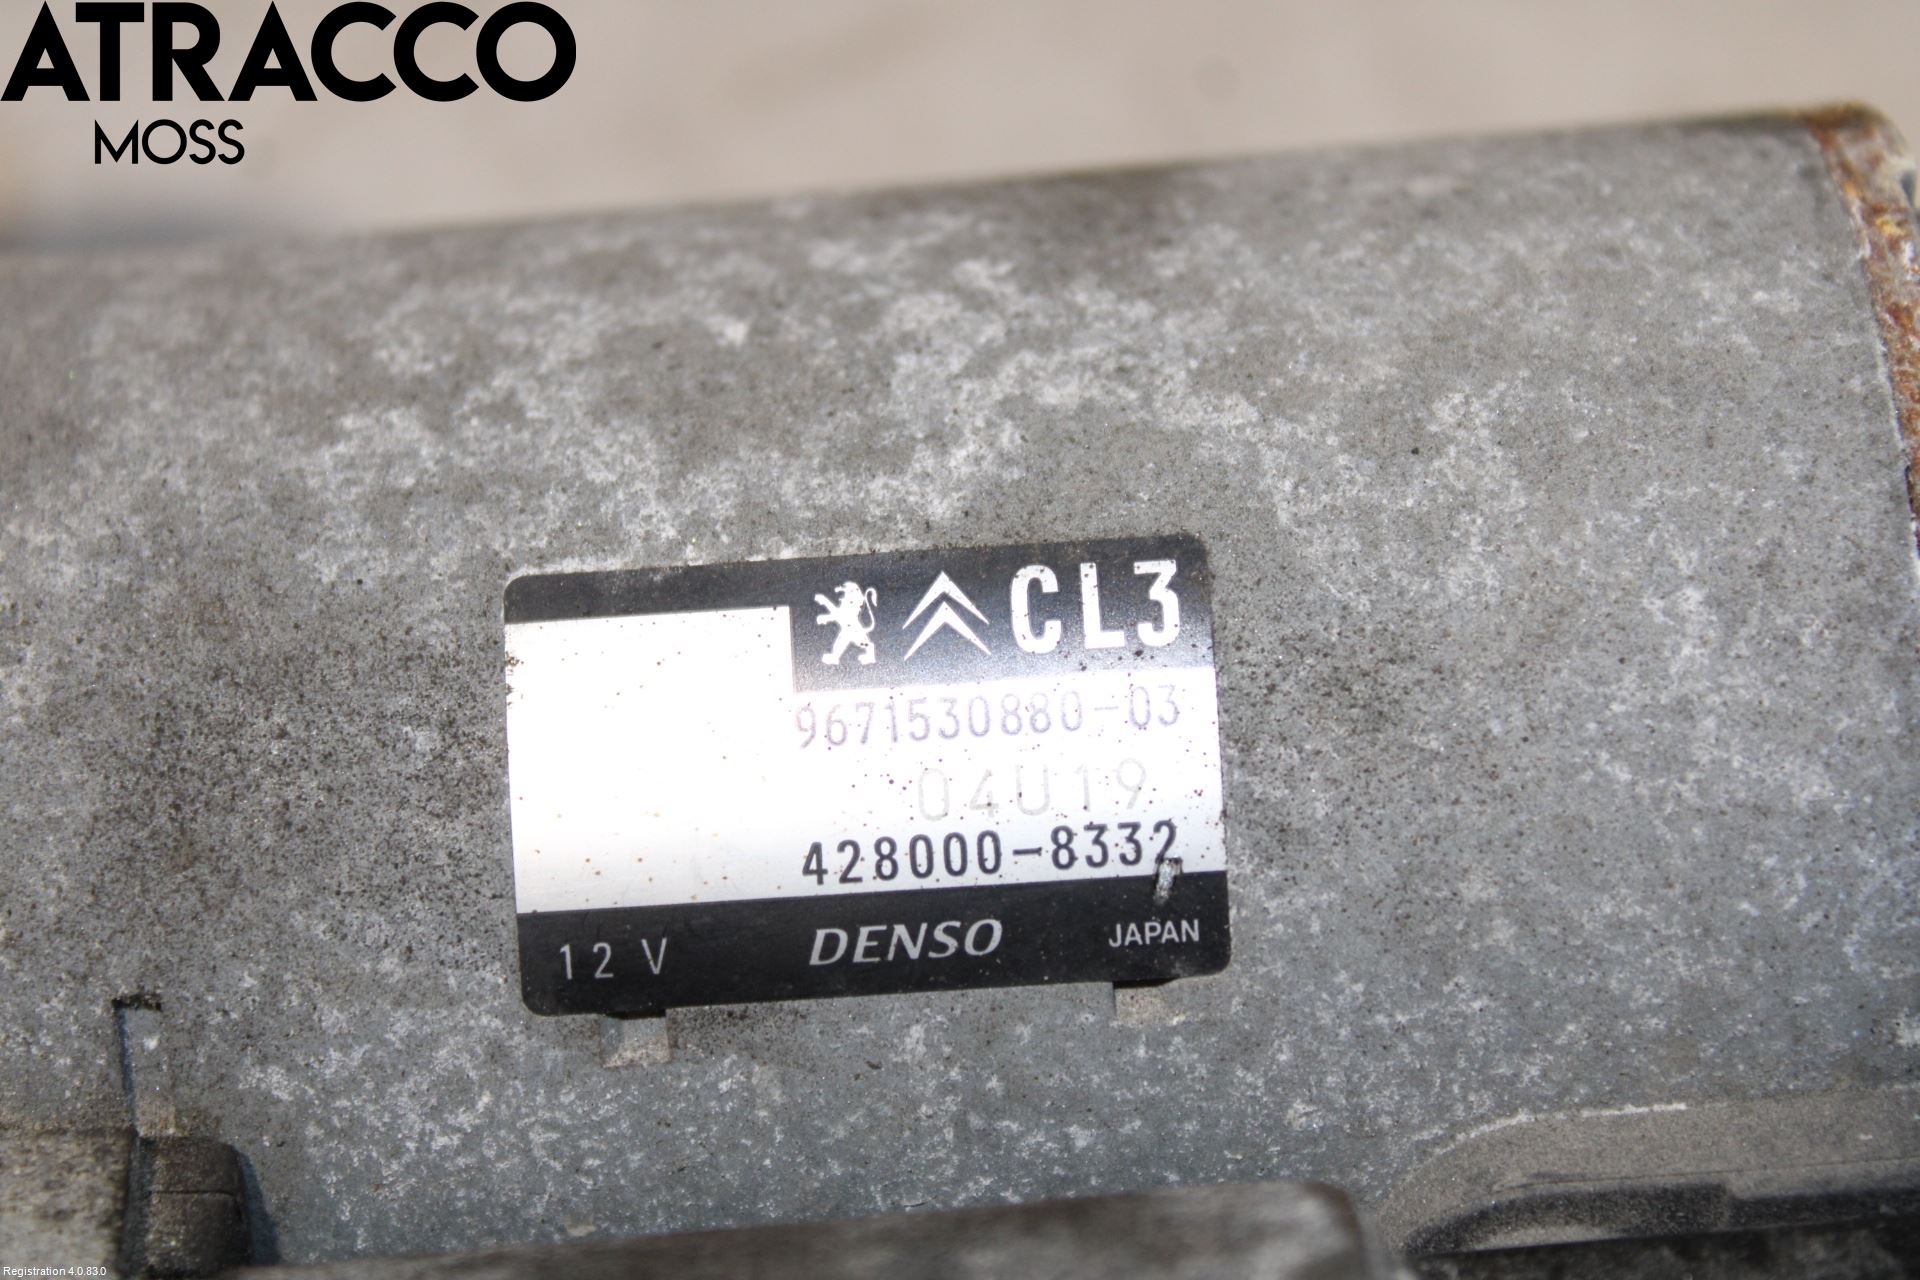 ATRACCO
MOSS
CL3
9671530880-03
04U19
428000-8332
12 V DENSO JAPAN
Registration 4.0.83.0